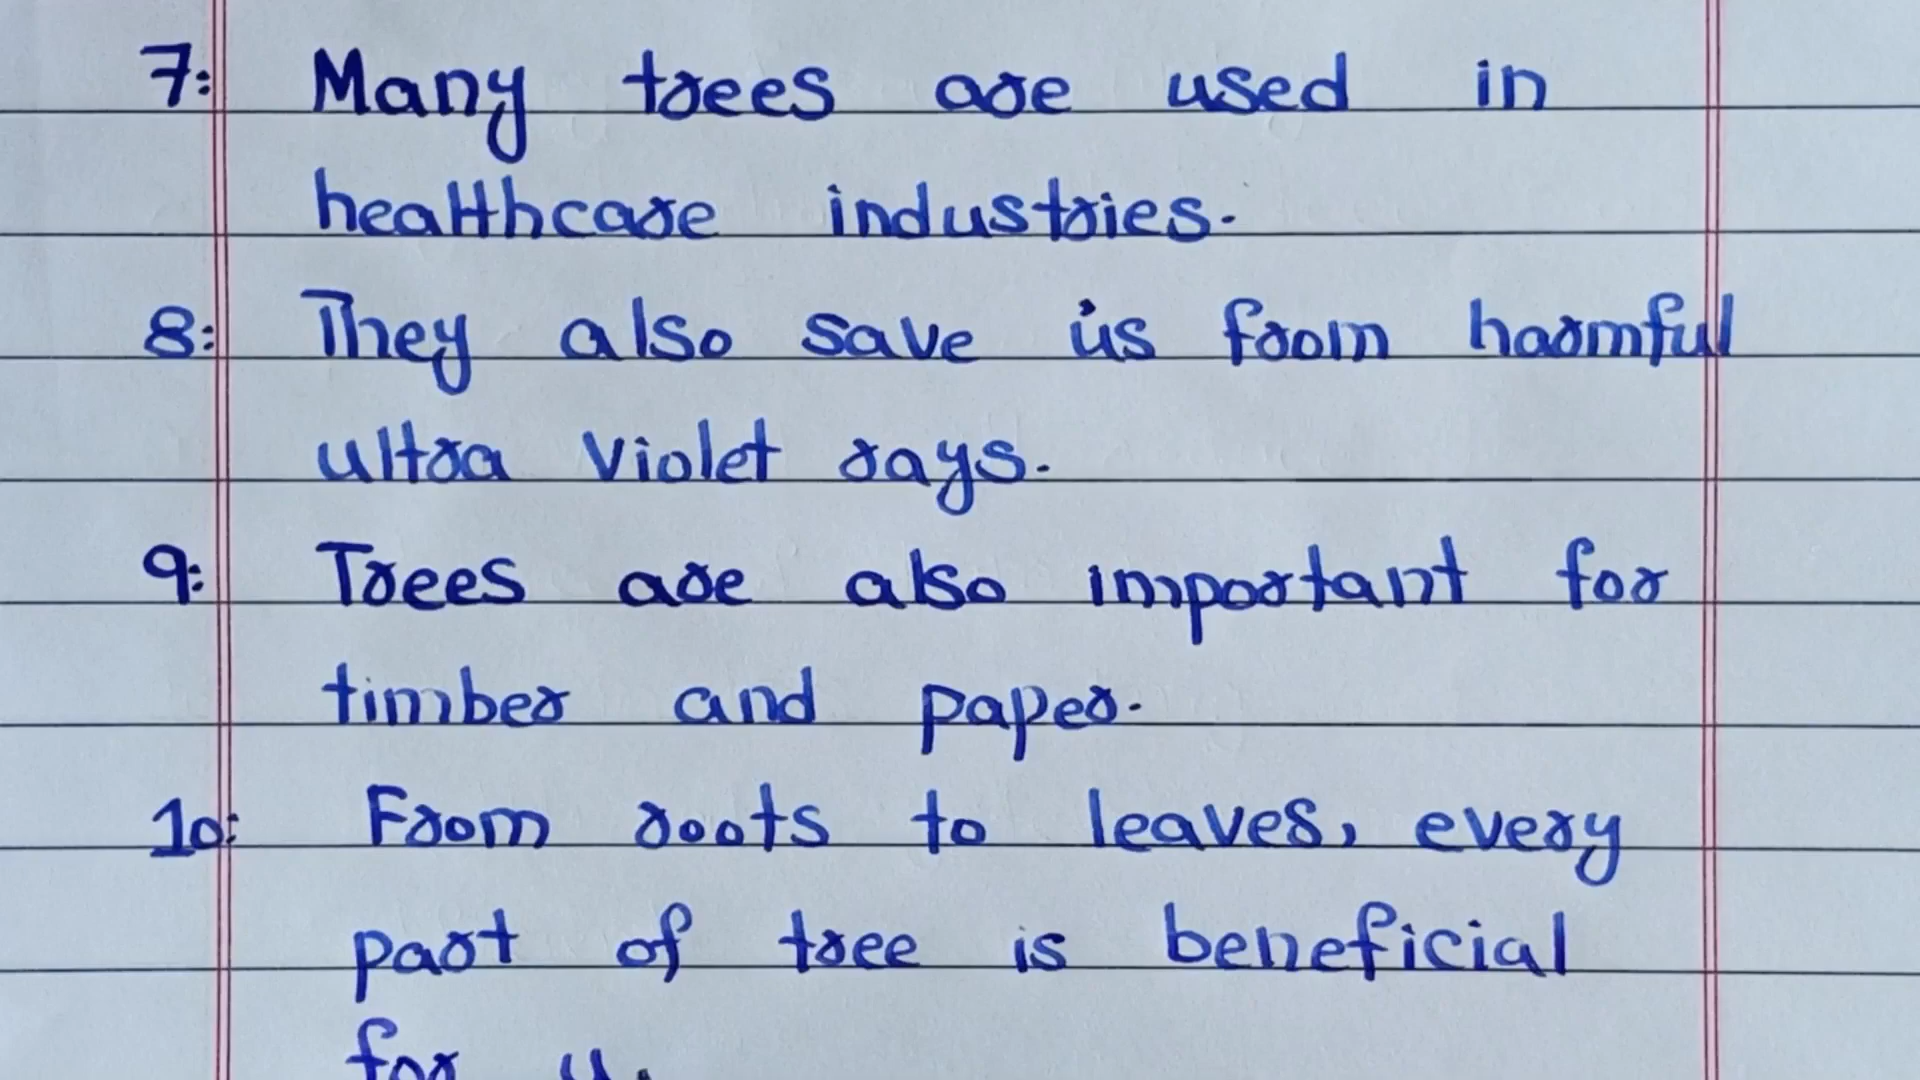 7: Many trees are used in
healthcare industries.
8: They also save us from harmful
ultra violet rays.
9: Trees are also important for
timber and paper.
10: From roots to leaves, every
part of tree is beneficial
for